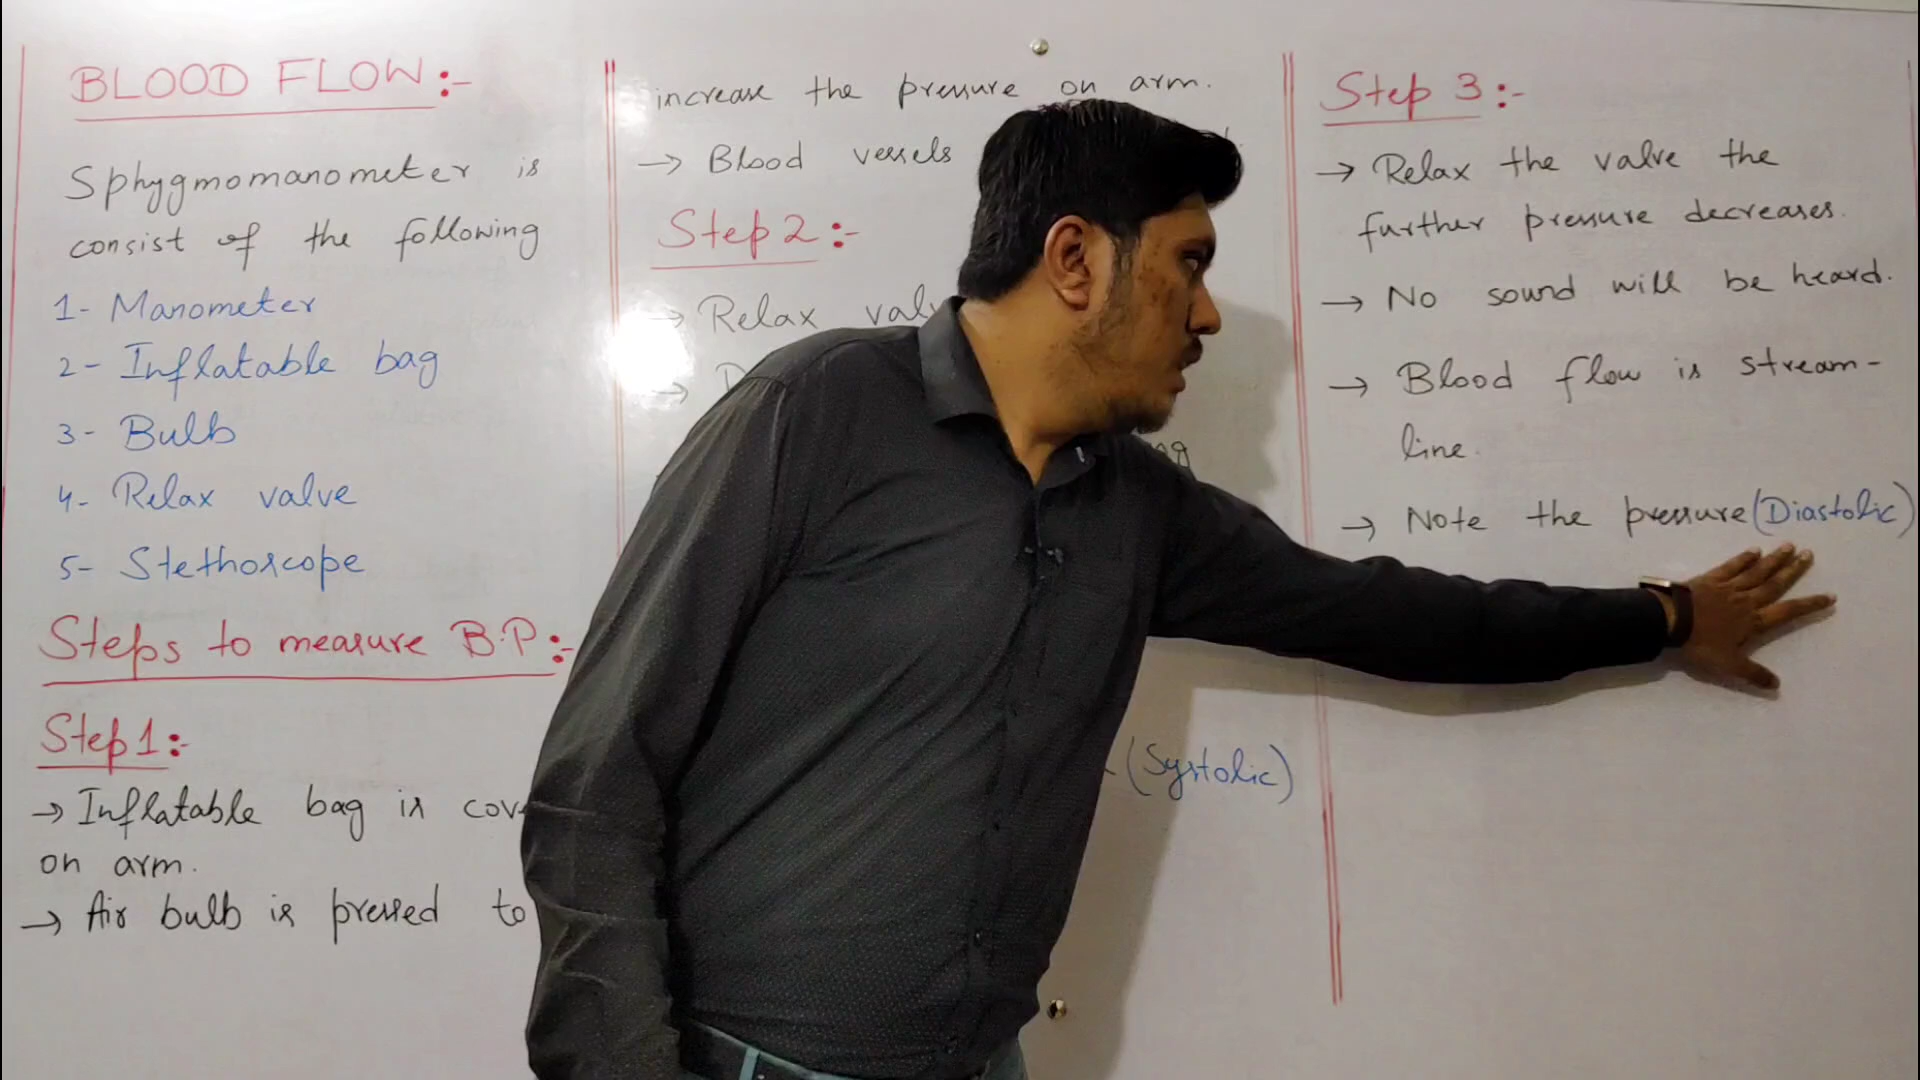 BLOOD FLOW:-
Sphygmomanometer is
consist of the following
1- Manometer
2- Inflatable bag
3- Bulb
4- Relax valve
5- Stethoscope
Steps to measure B.P:-
Step 1:-
→ Inflatable bag is
on arm.
→ Air bulb is pressed to
increase the pressure on arm.
→ Blood vessels
Step 2:-
→ Relax
→
(Systolic)
Step 3:-
→ Relax the valve the
further pressure decreases.
→ No sound will be heard.
→ Blood flow is stream-
line.
→ Note the pressure (Diastolic)